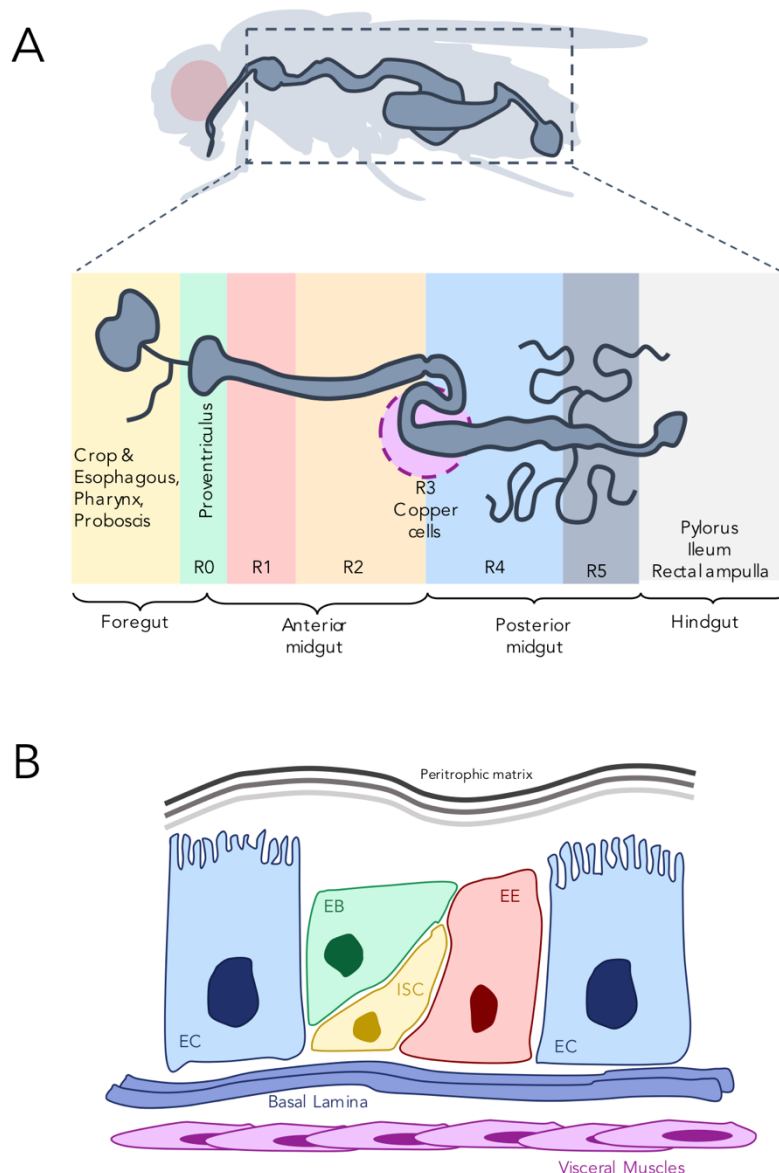 A
Crop &
Esophagous,
Pharynx,
Proboscis
Proventriculus
R0
R1
R2
R3
Copper
cells
R4
R5
Pylorus
Ileum
Rectal ampulla
Foregut
Anterior
midgut
Posterior
midgut
Hindgut
B
Peritrophic matrix
EB
EE
ISC
EC
EC
Basal Lamina
Visceral Muscles